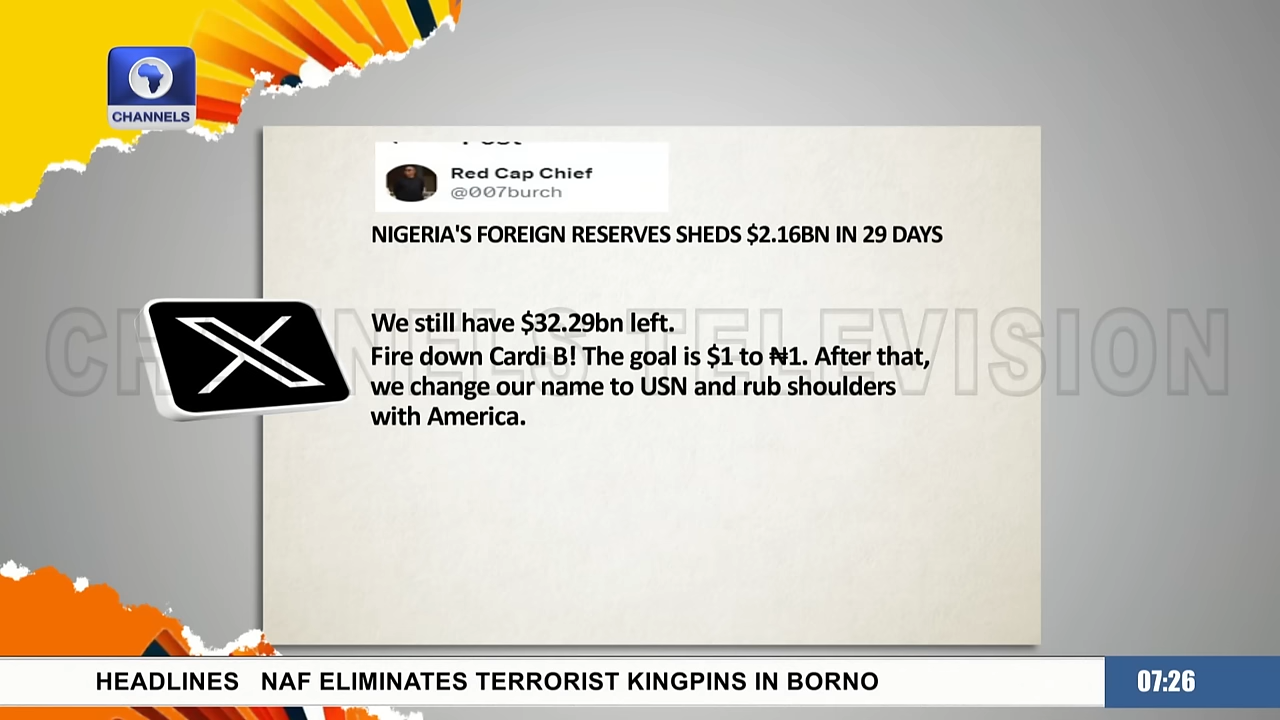 CHANNELS
Post
Red Cap Chief
@007burch
NIGERIA'S FOREIGN RESERVES SHEDS $2.16BN IN 29 DAYS
CHANNELS TELEVISION
We still have $32.29bn left.
Fire down Cardi B! The goal is $1 to ₦1. After that,
we change our name to USN and rub shoulders
with America.
HEADLINES NAF ELIMINATES TERRORIST KINGPINS IN BORNO
07:26